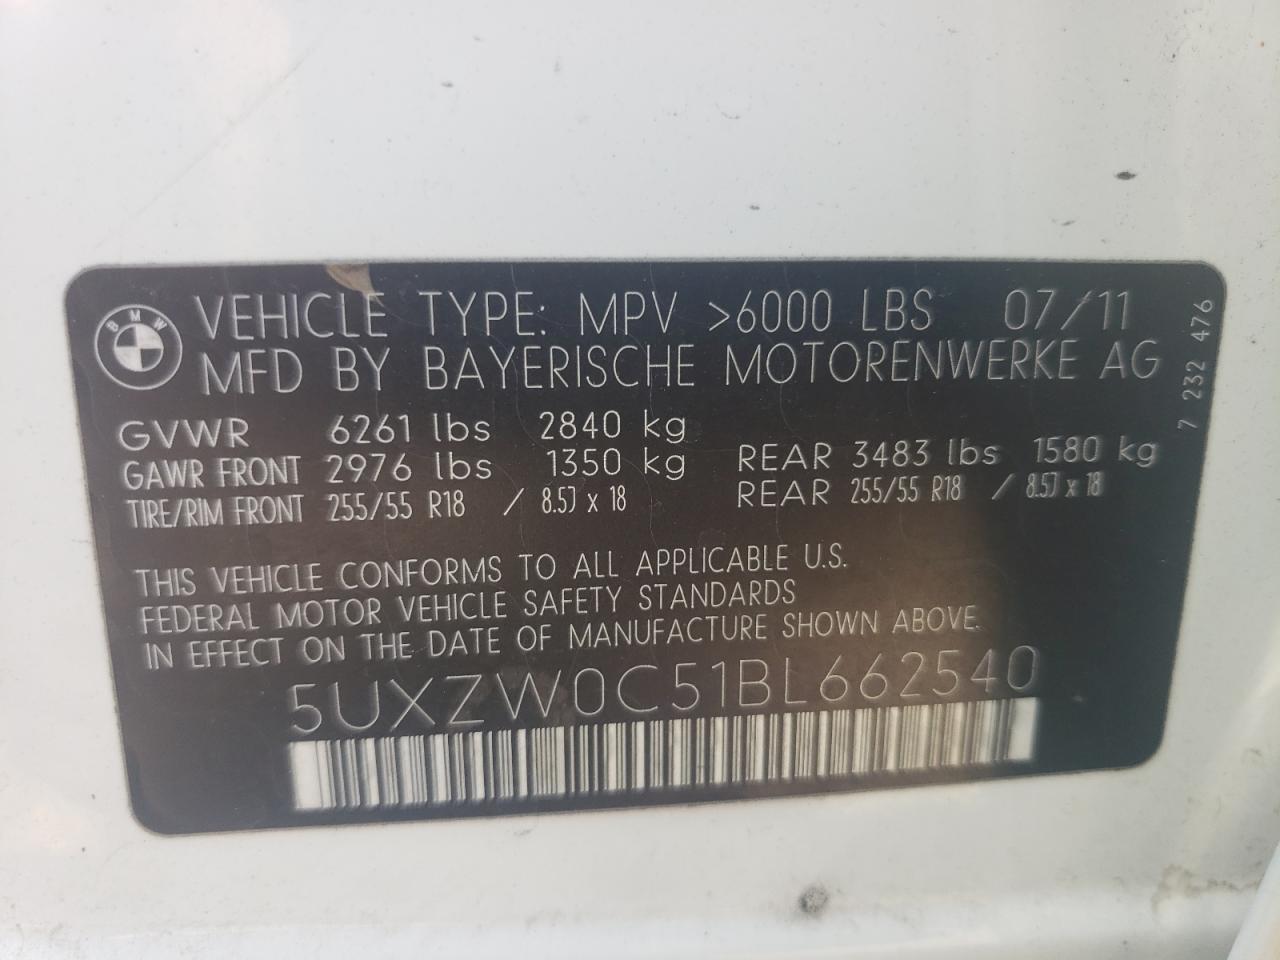 BMW
VEHICLE TYPE: MPV >6000 LBS 07/11
MFD BY BAYERISCHE MOTORENWERKE AG
GVWR 6261 lbs 2840 kg
GAWR FRONT 2976 lbs 1350 kg REAR 3483 lbs 1580 kg
TIRE/RIM FRONT 255/55 R18 / 8.5J x 18 REAR 255/55 R18 / 8.5J x 18
THIS VEHICLE CONFORMS TO ALL APPLICABLE U.S.
FEDERAL MOTOR VEHICLE SAFETY STANDARDS
IN EFFECT ON THE DATE OF MANUFACTURE SHOWN ABOVE.
5UXZW0C51BL662540
7 232 476